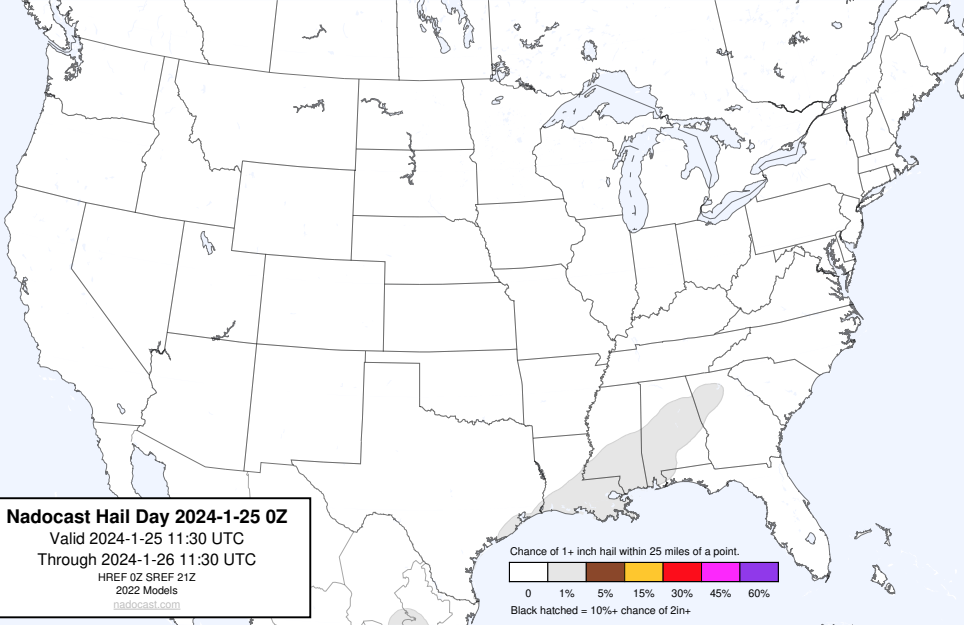 Nadocast Hail Day 2024-1-25 0Z
Valid 2024-1-25 11:30 UTC
Through 2024-1-26 11:30 UTC
HREF 0Z SREF 21Z
2022 Models
nadocast.com
Chance of 1+ inch hail within 25 miles of a point.
0 1% 5% 15% 30% 45% 60%
Black hatched = 10%+ chance of 2in+